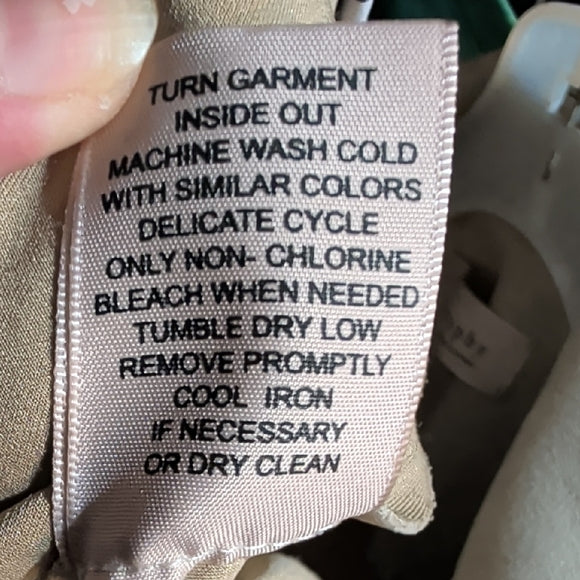 TURN GARMENT
INSIDE OUT
MACHINE WASH COLD
WITH SIMILAR COLORS
DELICATE CYCLE
ONLY NON- CHLORINE
BLEACH WHEN NEEDED
TUMBLE DRY LOW
REMOVE PROMPTLY
COOL IRON
IF NECESSARY
OR DRY CLEAN